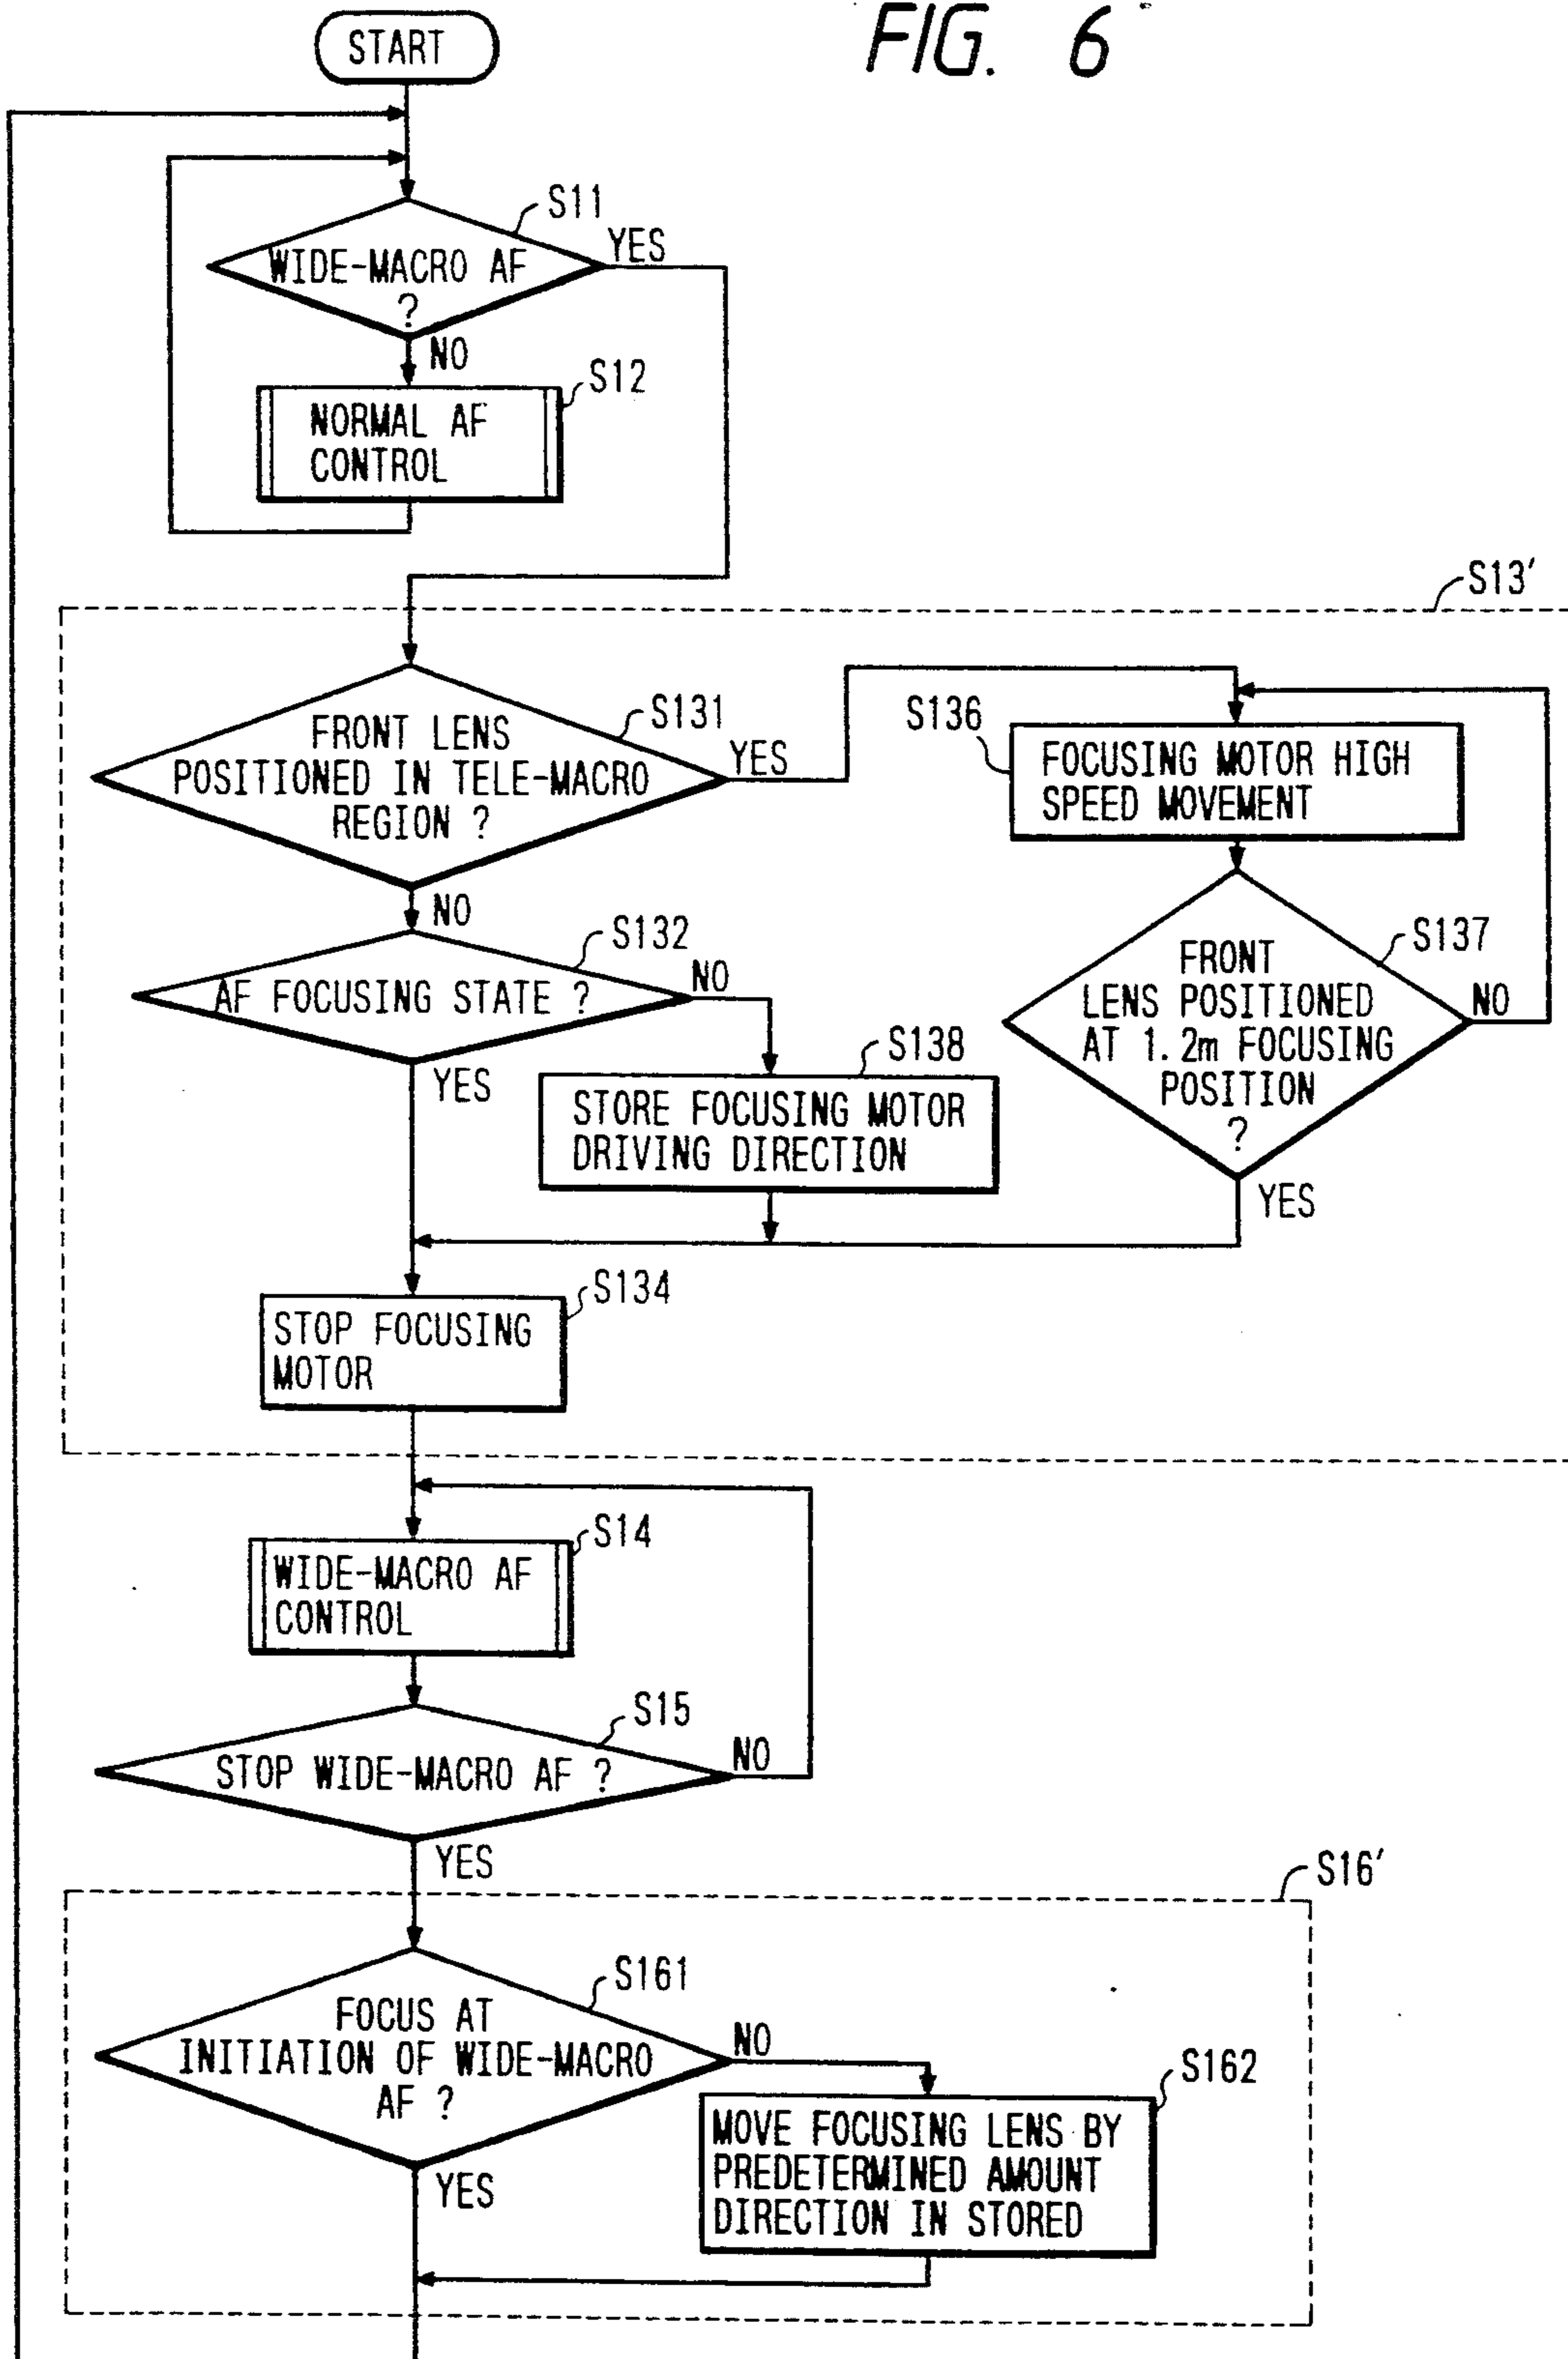 FIG. 6
START
S11
WIDE-MACRO AF
?
YES
NO
S12
NORMAL AF
CONTROL
S13'
S131
FRONT LENS
POSITIONED IN TELE-MACRO
REGION ?
YES
NO
S136
FOCUSING MOTOR HIGH
SPEED MOVEMENT
S137
FRONT
LENS POSITIONED
AT 1.2m FOCUSING
POSITION
?
NO
YES
S132
AF FOCUSING STATE ?
NO
YES
S138
STORE FOCUSING MOTOR
DRIVING DIRECTION
S134
STOP FOCUSING
MOTOR
S14
WIDE-MACRO AF
CONTROL
S15
STOP WIDE-MACRO AF ?
NO
YES
S16'
S161
FOCUS AT
INITIATION OF WIDE-MACRO
AF ?
NO
YES
S162
MOVE FOCUSING LENS BY
PREDETERMINED AMOUNT
DIRECTION IN STORED